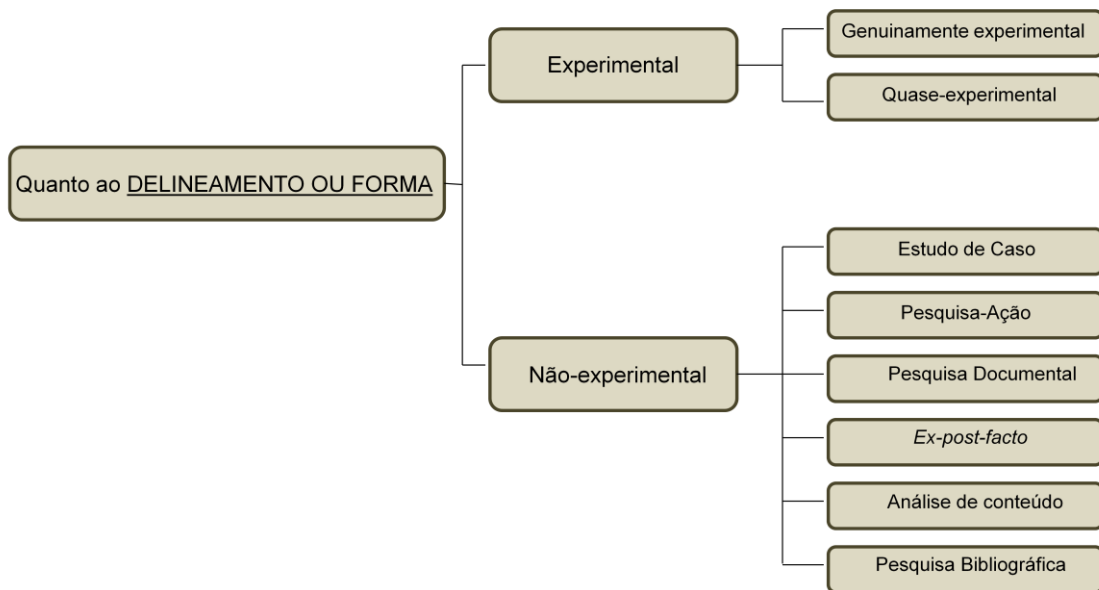 Quanto ao DELINEAMENTO OU FORMA
Experimental
Genuinamente experimental
Quase-experimental
Não-experimental
Estudo de Caso
Pesquisa-Ação
Pesquisa Documental
Ex-post-facto
Análise de conteúdo
Pesquisa Bibliográfica